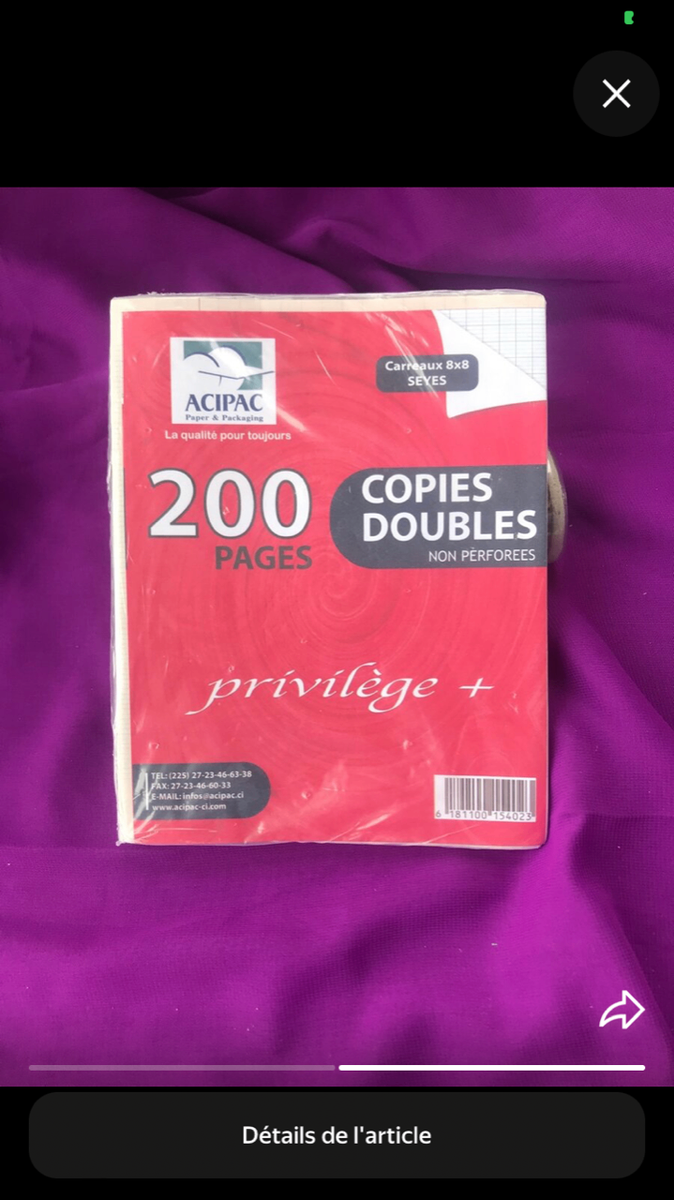 Carreaux 8x8
SEYES
ACIPAC
Paper & Packaging
La qualité pour toujours
200
PAGES
COPIES
DOUBLES
NON PÈRFOREES
privilège +
TEL: (225) 27-23-46-63-38
FAX: 27-23-46-60-33
E-MAIL: infos@acipac.ci
www.acipac-ci.com
6 181100 154023
Détails de l'article